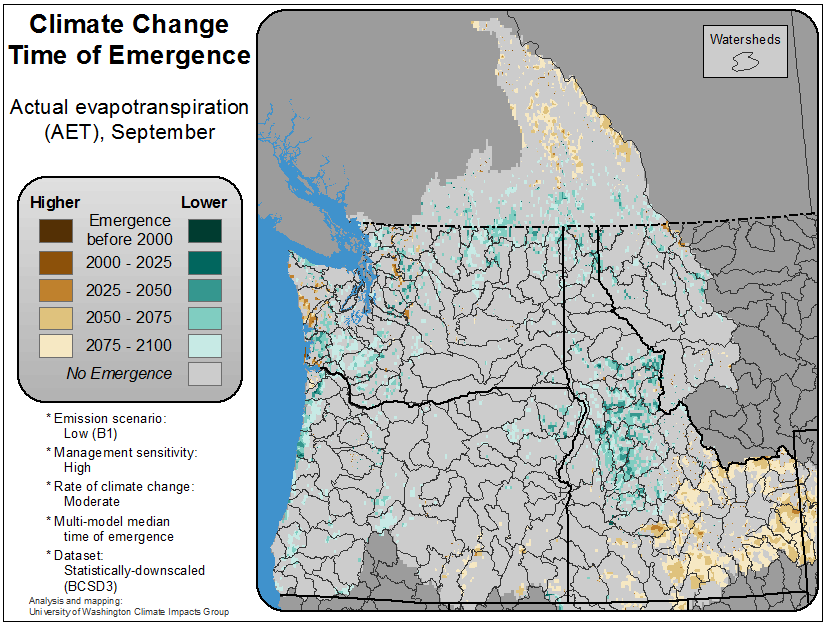 Climate Change
Time of Emergence
Actual evapotranspiration
(AET), September
Higher
Lower
Emergence
before 2000
2000 - 2025
2025 - 2050
2050 - 2075
2075 - 2100
No Emergence
* Emission scenario:
Low (B1)
* Management sensitivity:
High
* Rate of climate change:
Moderate
* Multi-model median
time of emergence
* Dataset:
Statistically-downscaled
(BCSD3)
Analysis and mapping:
University of Washington Climate Impacts Group
Watersheds